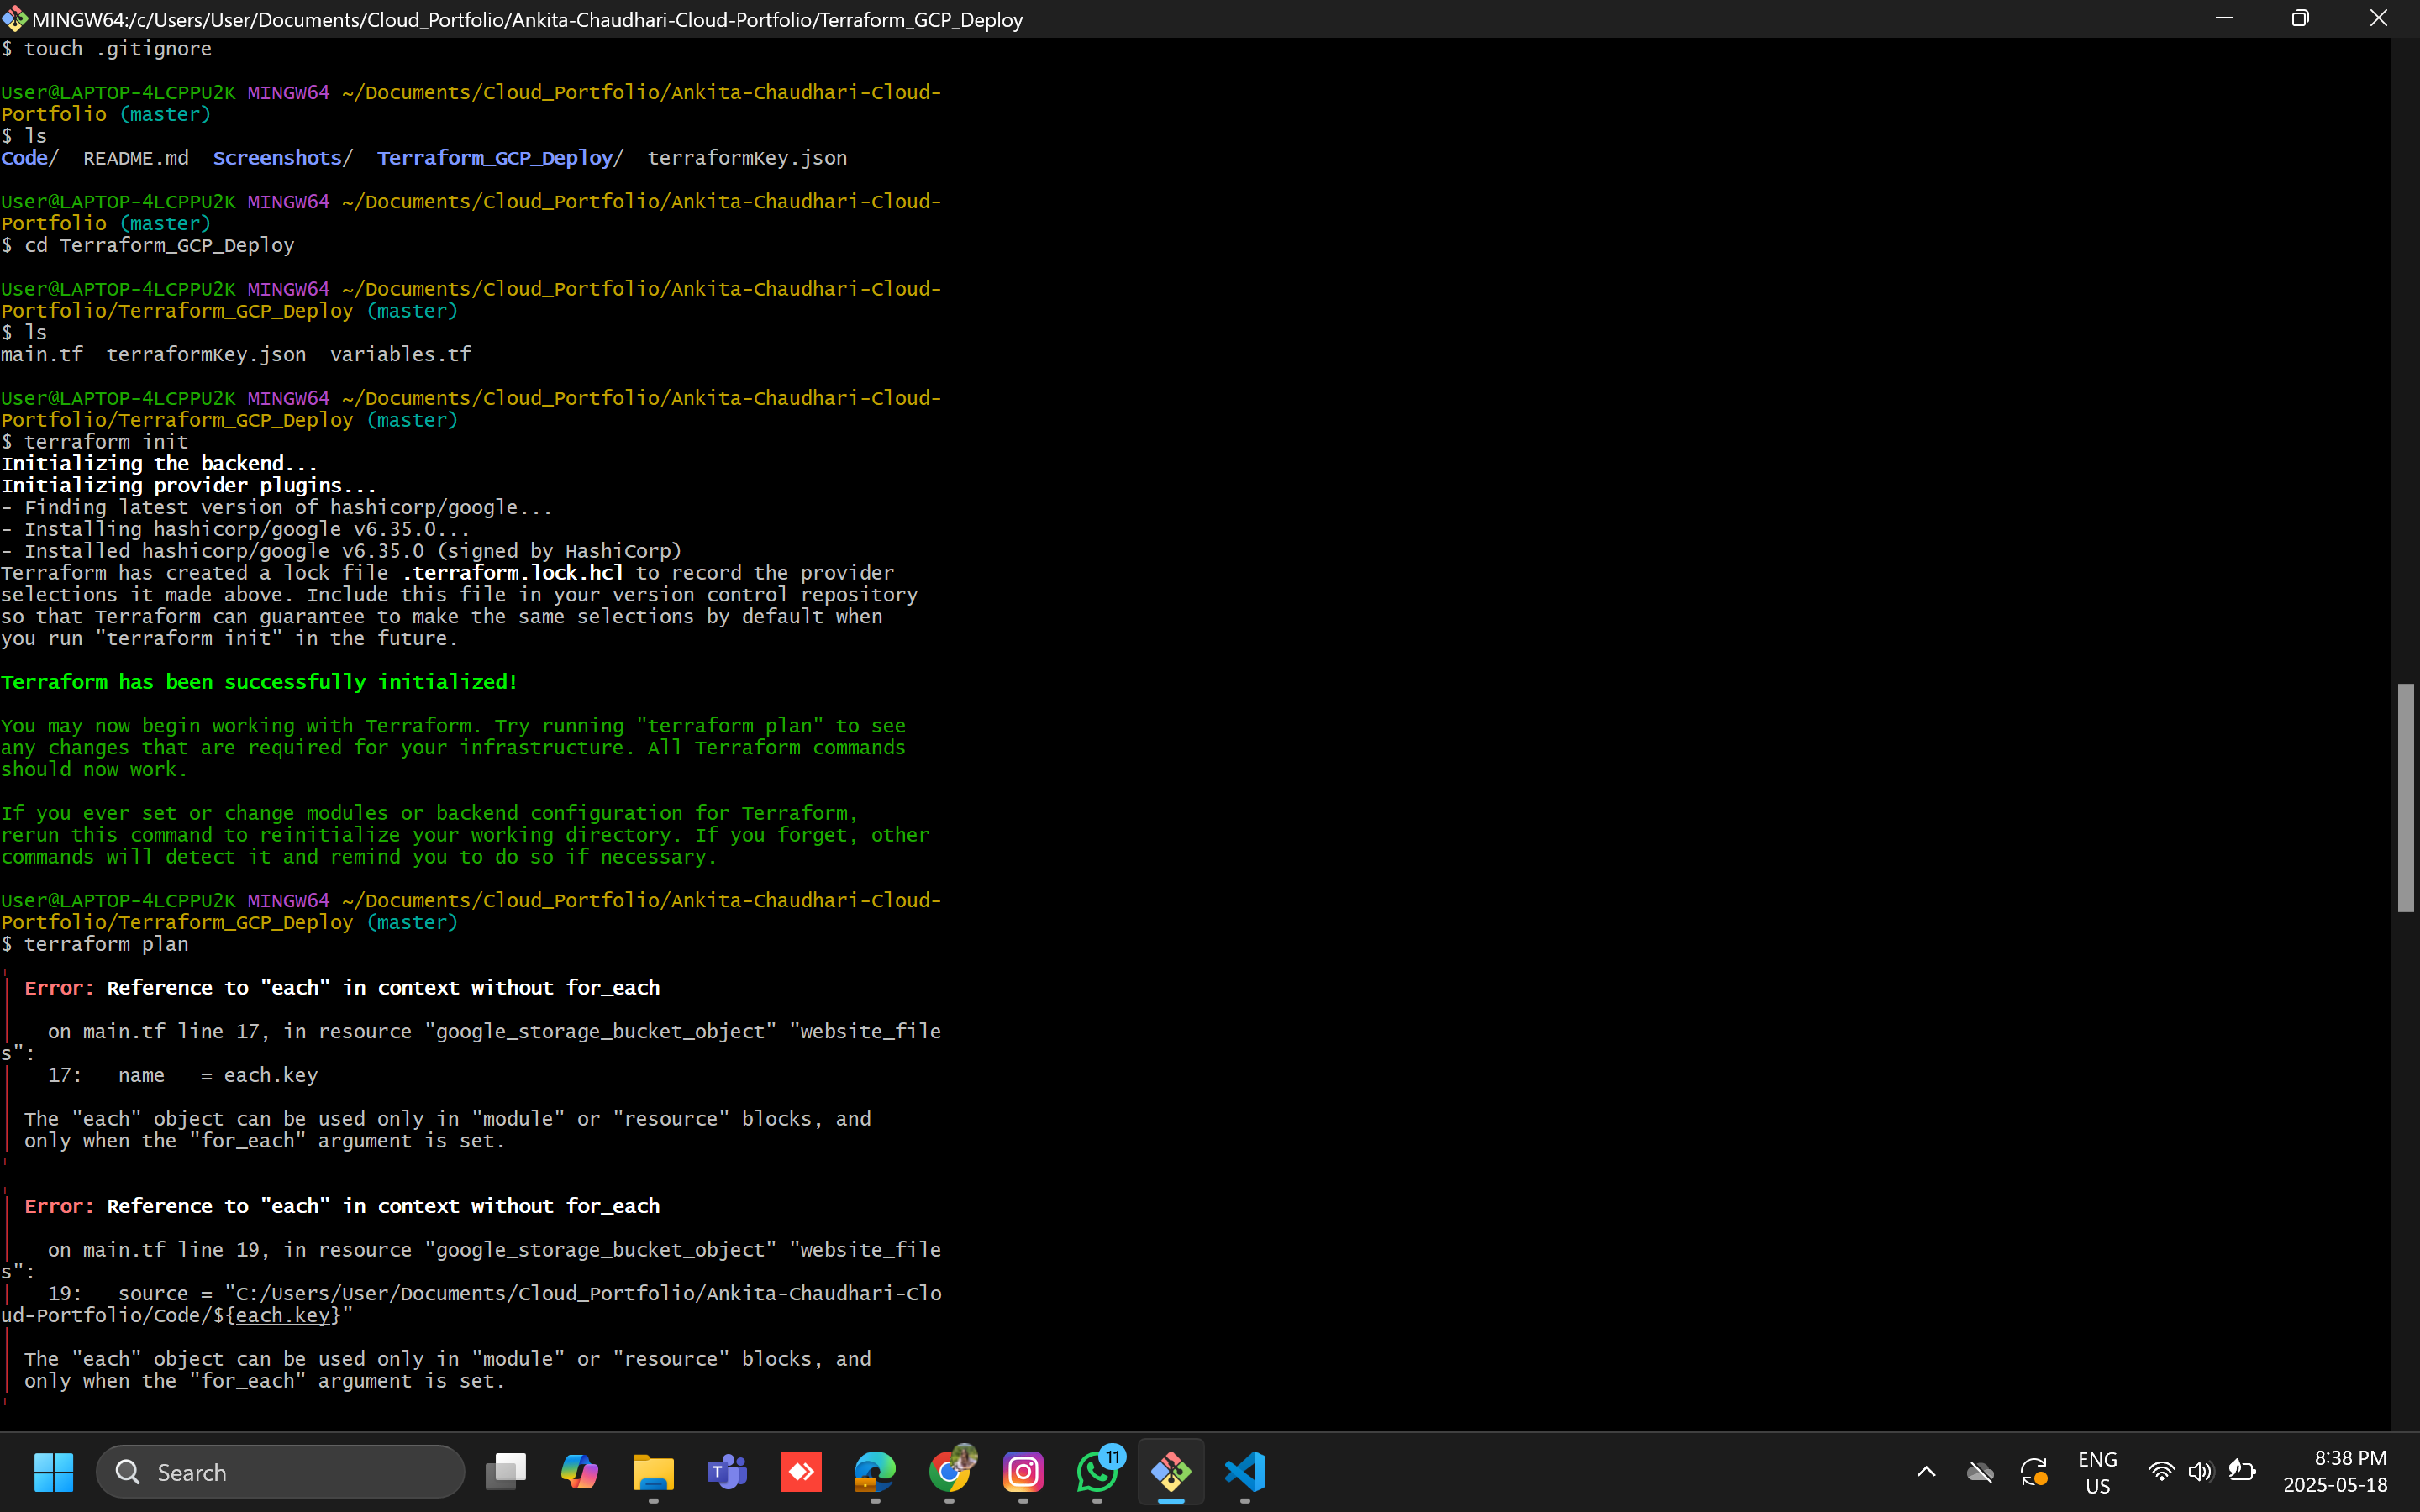 MINGW64:/c/Users/User/Documents/Cloud_Portfolio/Ankita-Chaudhari-Cloud-Portfolio/Terraform_GCP_Deploy
$ touch .gitignore
User@LAPTOP-4LCPPU2K MINGW64 ~/Documents/Cloud_Portfolio/Ankita-Chaudhari-Cloud-
Portfolio (master)
$ ls
Code/  README.md  Screenshots/  Terraform_GCP_Deploy/  terraformKey.json
User@LAPTOP-4LCPPU2K MINGW64 ~/Documents/Cloud_Portfolio/Ankita-Chaudhari-Cloud-
Portfolio (master)
$ cd Terraform_GCP_Deploy
User@LAPTOP-4LCPPU2K MINGW64 ~/Documents/Cloud_Portfolio/Ankita-Chaudhari-Cloud-
Portfolio/Terraform_GCP_Deploy (master)
$ ls
main.tf  terraformKey.json  variables.tf
User@LAPTOP-4LCPPU2K MINGW64 ~/Documents/Cloud_Portfolio/Ankita-Chaudhari-Cloud-
Portfolio/Terraform_GCP_Deploy (master)
$ terraform init
Initializing the backend...
Initializing provider plugins...
- Finding latest version of hashicorp/google...
- Installing hashicorp/google v6.35.0...
- Installed hashicorp/google v6.35.0 (signed by HashiCorp)
Terraform has created a lock file .terraform.lock.hcl to record the provider
selections it made above. Include this file in your version control repository
so that Terraform can guarantee to make the same selections by default when
you run "terraform init" in the future.
Terraform has been successfully initialized!
You may now begin working with Terraform. Try running "terraform plan" to see
any changes that are required for your infrastructure. All Terraform commands
should now work.
If you ever set or change modules or backend configuration for Terraform,
rerun this command to reinitialize your working directory. If you forget, other
commands will detect it and remind you to do so if necessary.
User@LAPTOP-4LCPPU2K MINGW64 ~/Documents/Cloud_Portfolio/Ankita-Chaudhari-Cloud-
Portfolio/Terraform_GCP_Deploy (master)
$ terraform plan
Error: Reference to "each" in context without for_each
on main.tf line 17, in resource "google_storage_bucket_object" "website_file
s":
17:   name   = each.key
The "each" object can be used only in "module" or "resource" blocks, and
only when the "for_each" argument is set.
Error: Reference to "each" in context without for_each
on main.tf line 19, in resource "google_storage_bucket_object" "website_file
s":
19:   source = "C:/Users/User/Documents/Cloud_Portfolio/Ankita-Chaudhari-Clo
ud-Portfolio/Code/${each.key}"
The "each" object can be used only in "module" or "resource" blocks, and
only when the "for_each" argument is set.
Search
T
11
ENG
US
8:38 PM
2025-05-18